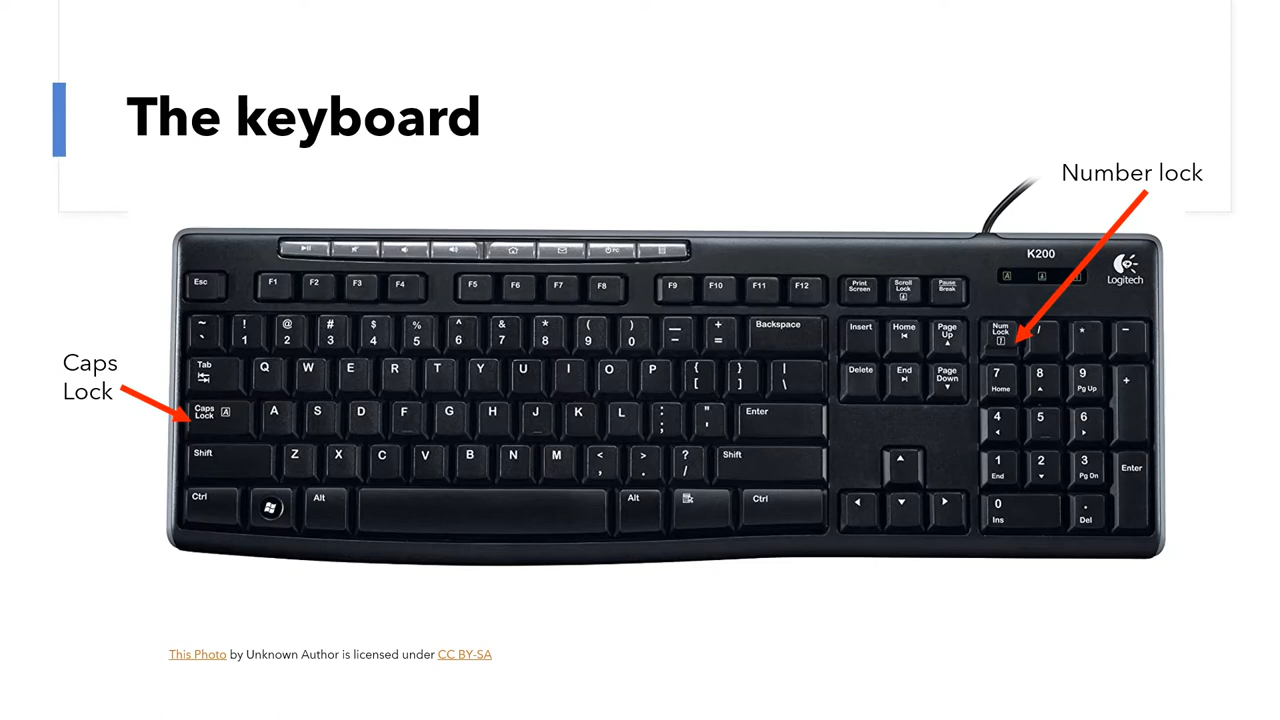 The keyboard
Number lock
K200
Logitech
Esc F1 F2 F3 F4 F5 F6 F7 F8 F9 F10 F11 F12 Print Screen Scroll Lock Pause Break
~ ` ! 1 @ 2 # 3 $ 4 % 5 ^ 6 & 7 * 8 ( 9 ) 0 — - + = Backspace Insert Home Page Up Num Lock / * -
Caps
Lock
Tab Q W E R T Y U I O P { [ } ] | \ Delete End Page Down 7 Home 8 9 Pg Up +
Caps Lock A A S D F G H J K L : ; " ' Enter 4 5 6
Shift Z X C V B N M < , > . ? / Shift 1 End 2 3 Pg Dn Enter
Ctrl Alt Alt Ctrl 0 Ins . Del
This Photo by Unknown Author is licensed under CC BY-SA